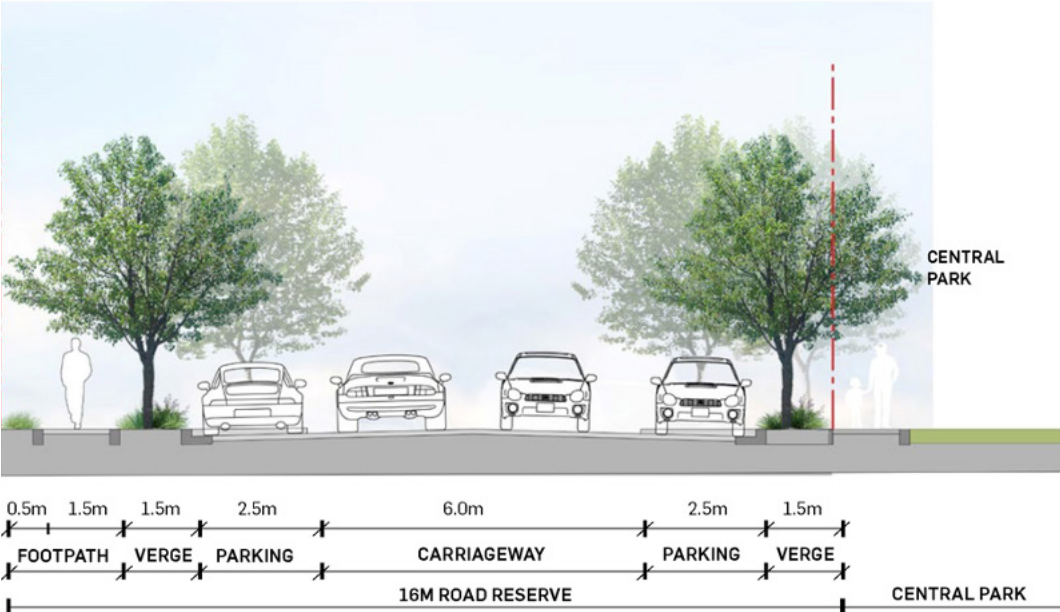 CENTRAL
PARK
0.5m 1.5m 1.5m 2.5m 6.0m 2.5m 1.5m
FOOTPATH VERGE PARKING CARRIAGEWAY PARKING VERGE
16M ROAD RESERVE CENTRAL PARK